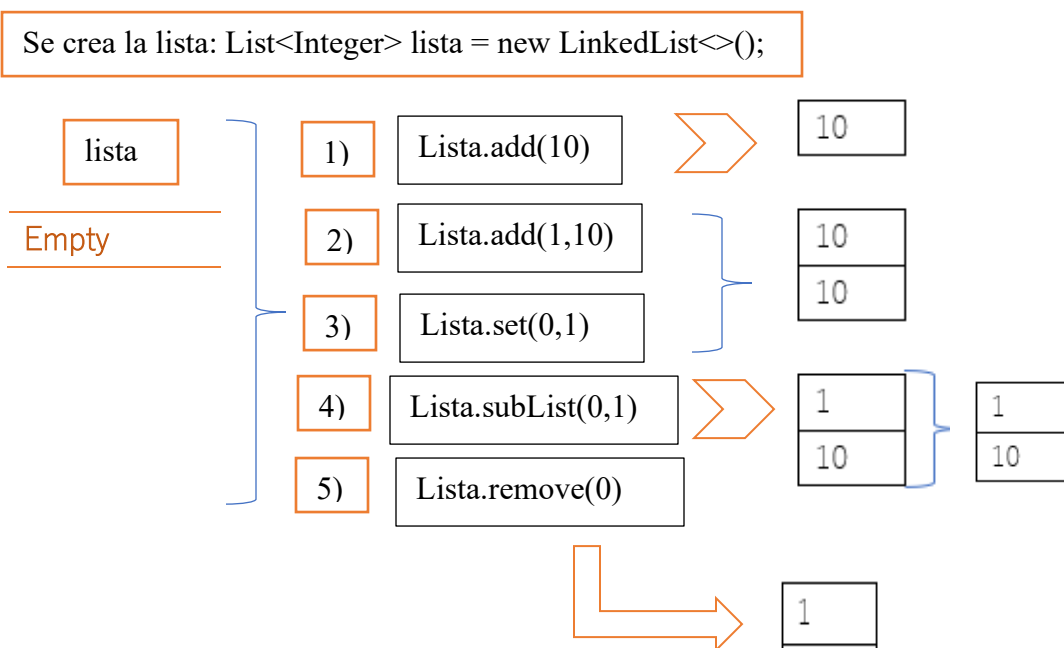 Se crea la lista: List<Integer> lista = new LinkedList<>();
lista
Empty
1)
Lista.add(10)
10
2)
Lista.add(1,10)
10
10
3)
Lista.set(0,1)
4)
Lista.subList(0,1)
1
10
1
10
5)
Lista.remove(0)
1